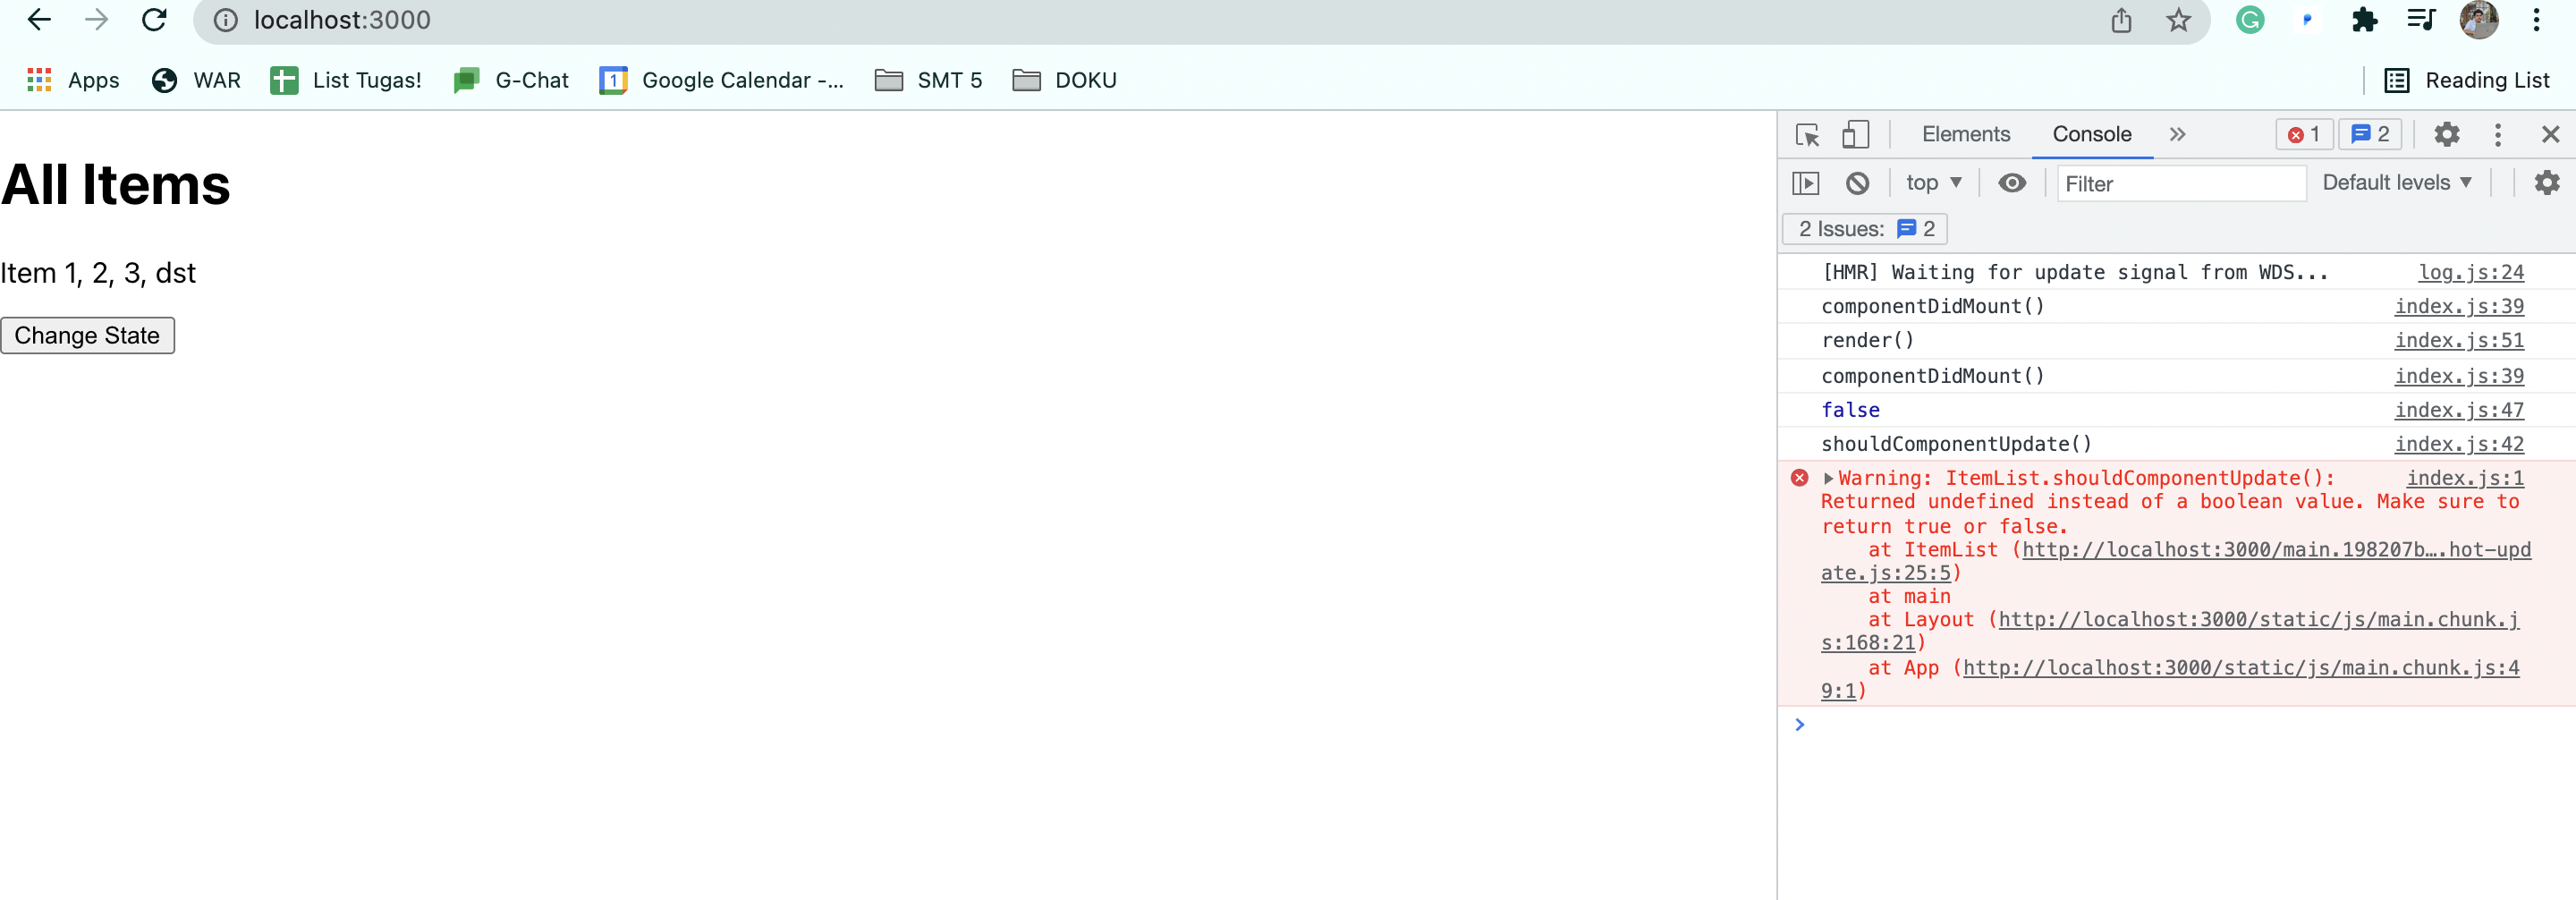 localhost:3000
Apps WAR List Tugas! G-Chat 1 Google Calendar -... SMT 5 DOKU Reading List
Elements Console 1 2
top Filter Default levels
2 Issues: 2
All Items
Item 1, 2, 3, dst
Change State
[HMR] Waiting for update signal from WDS... log.js:24
componentDidMount() index.js:39
render() index.js:51
componentDidMount() index.js:39
false index.js:47
shouldComponentUpdate() index.js:42
Warning: ItemList.shouldComponentUpdate(): index.js:1
Returned undefined instead of a boolean value. Make sure to
return true or false.
at ItemList (http://localhost:3000/main.198207b….hot-upd
ate.js:25:5)
at main
at Layout (http://localhost:3000/static/js/main.chunk.j
s:168:21)
at App (http://localhost:3000/static/js/main.chunk.js:4
9:1)